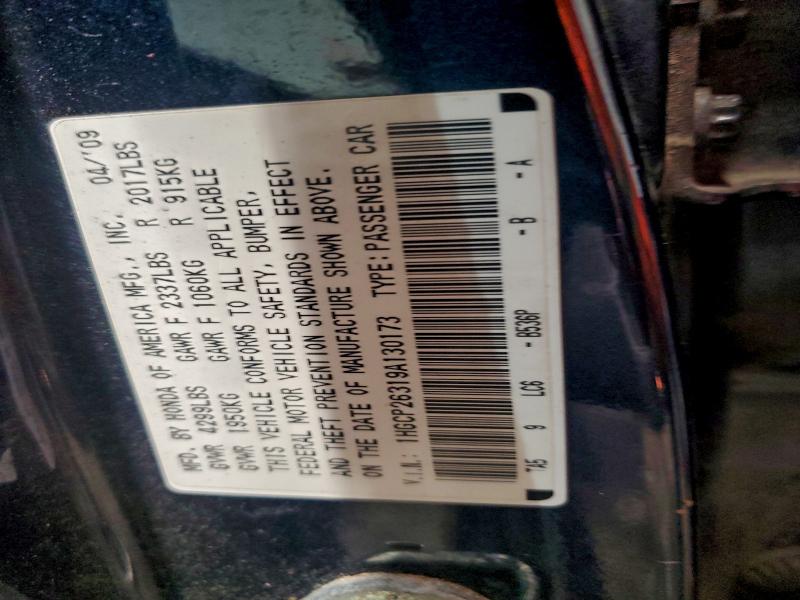 MFD. BY HONDA OF AMERICA MFG., INC. 04/'09
GVWR 4299LBS GAWR F 2337LBS R 2017LBS
GVWR 1950KG GAWR F 1060KG R 915KG
THIS VEHICLE CONFORMS TO ALL APPLICABLE
FEDERAL MOTOR VEHICLE SAFETY, BUMPER,
AND THEFT PREVENTION STANDARDS IN EFFECT
ON THE DATE OF MANUFACTURE SHOWN ABOVE.
V.I.N.: 1HGCP26319A130173 TYPE:PASSENGER CAR
7A5 9 LC6 -B536P -B -A